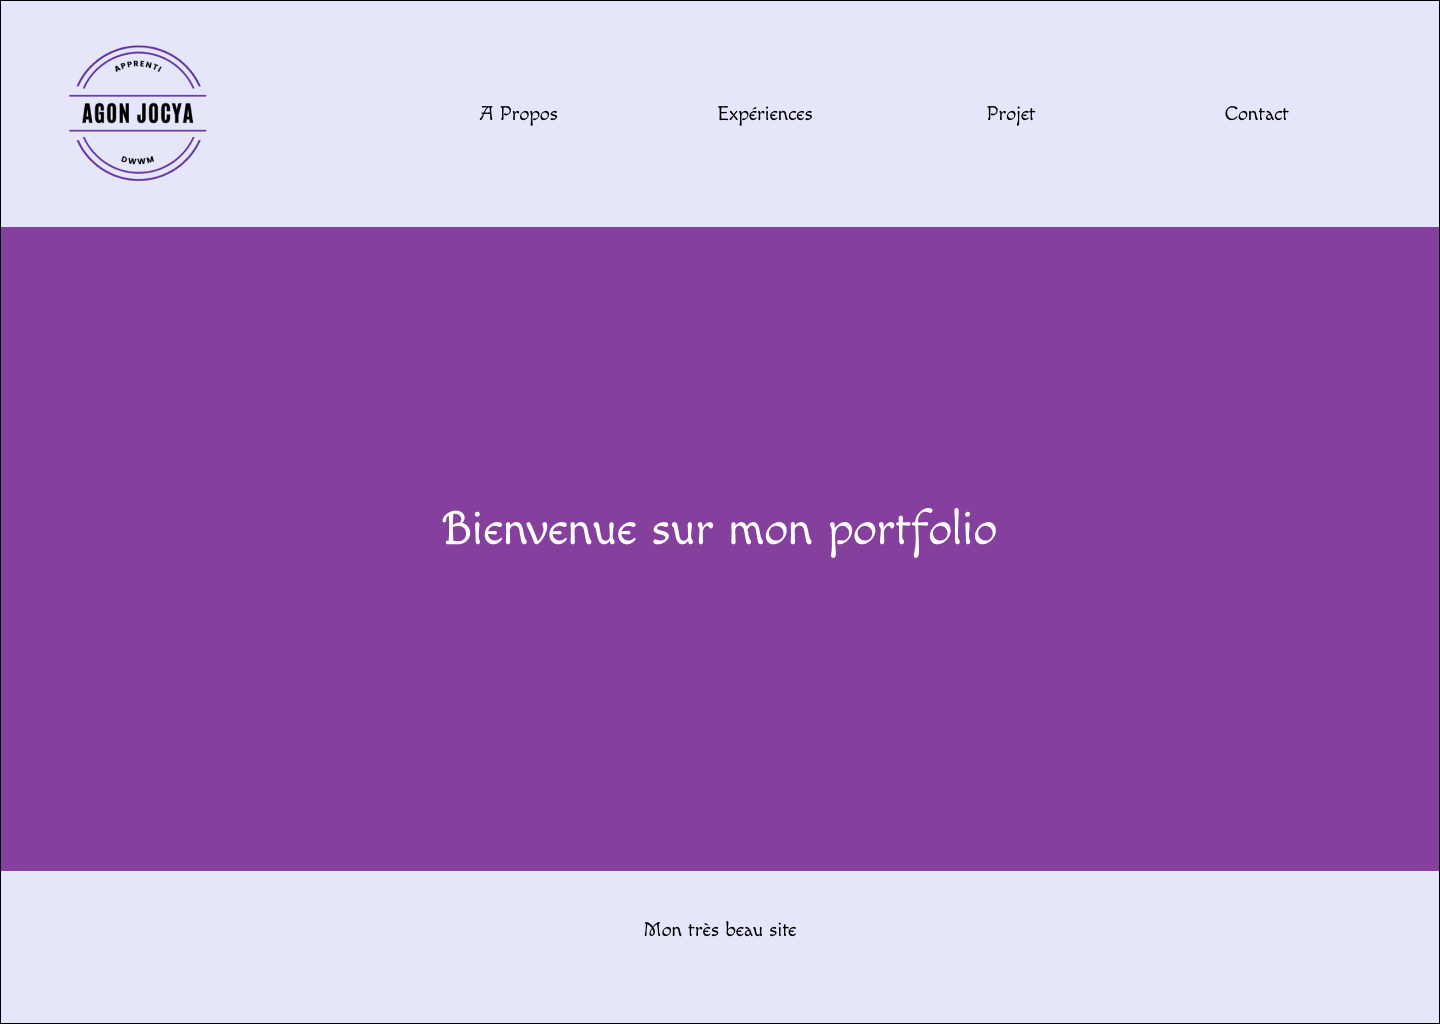 APPRENTI
AGON JOCYA
DWWM
A Propos Expériences Projet Contact
Bienvenue sur mon portfolio
Mon très beau site